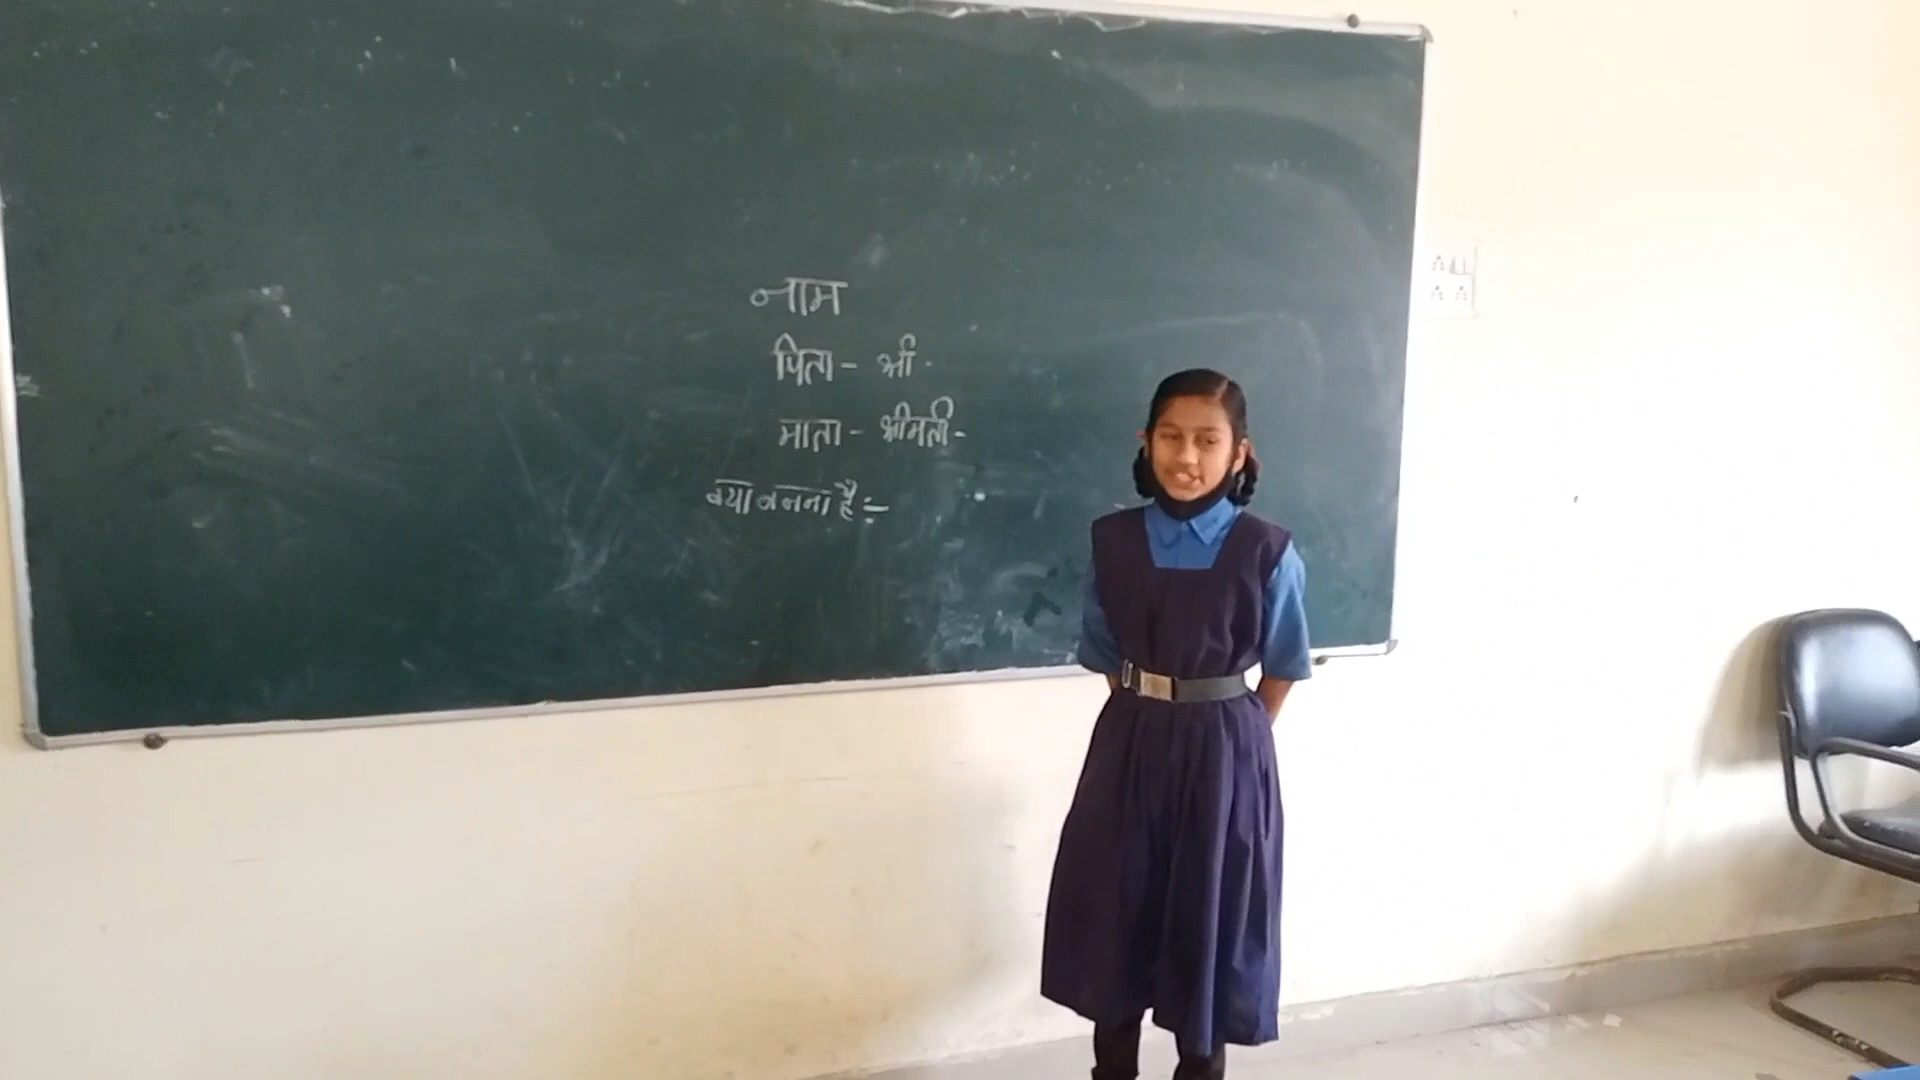 नाम
पिता - श्री -
माता - श्रीमती -
क्या बनना है :-